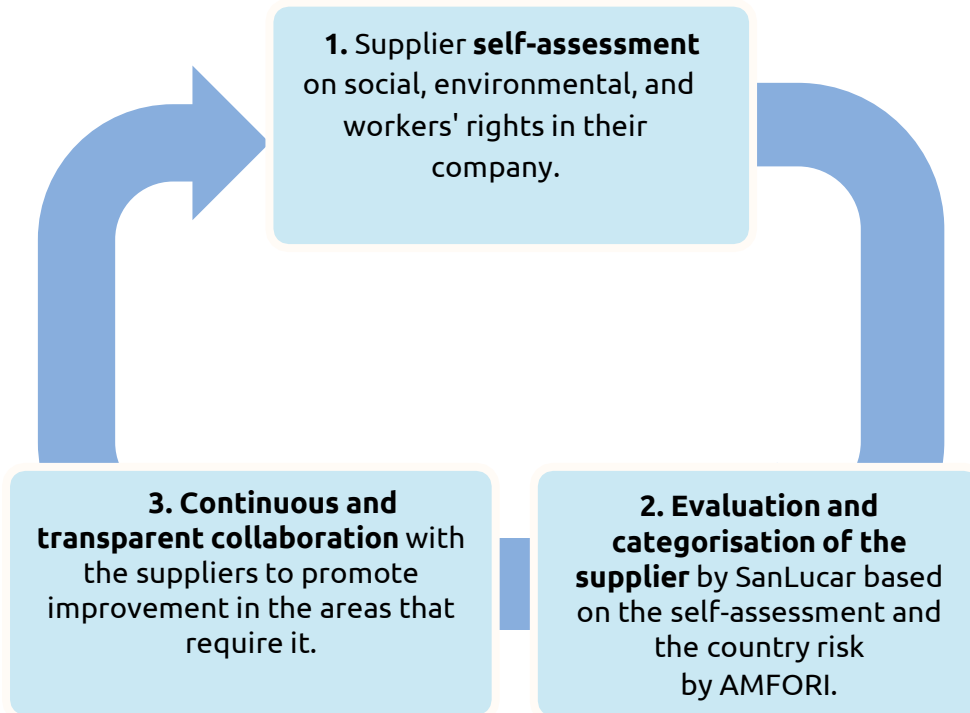 1. Supplier self-assessment
on social, environmental, and
workers' rights in their
company.
3. Continuous and
transparent collaboration with
the suppliers to promote
improvement in the areas that
require it.
2. Evaluation and
categorisation of the
supplier by SanLucar based
on the self-assessment and
the country risk
by AMFORI.